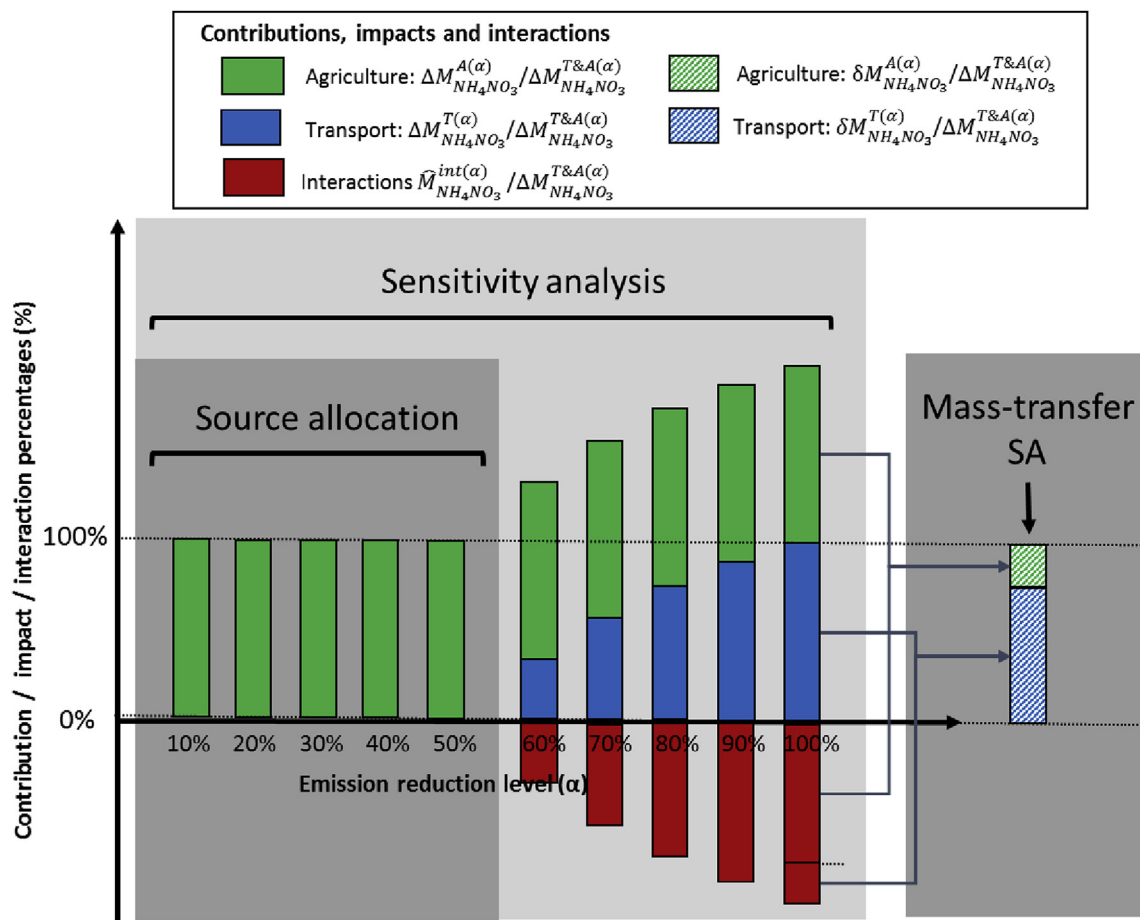 Contributions, impacts and interactions
Agriculture: ΔM^{A(α)}_{NH₄NO₃}/ΔM^{T&A(α)}_{NH₄NO₃}
Agriculture: δM^{A(α)}_{NH₄NO₃}/ΔM^{T&A(α)}_{NH₄NO₃}
Transport: ΔM^{T(α)}_{NH₄NO₃}/ΔM^{T&A(α)}_{NH₄NO₃}
Transport: δM^{T(α)}_{NH₄NO₃}/ΔM^{T&A(α)}_{NH₄NO₃}
Interactions M̂^{int(α)}_{NH₄NO₃}/ΔM^{T&A(α)}_{NH₄NO₃}
Contribution / impact / interaction percentages (%)
Sensitivity analysis
Source allocation
Mass-transfer
SA
100%
0%
10% 20% 30% 40% 50% 60% 70% 80% 90% 100%
Emission reduction level (α)